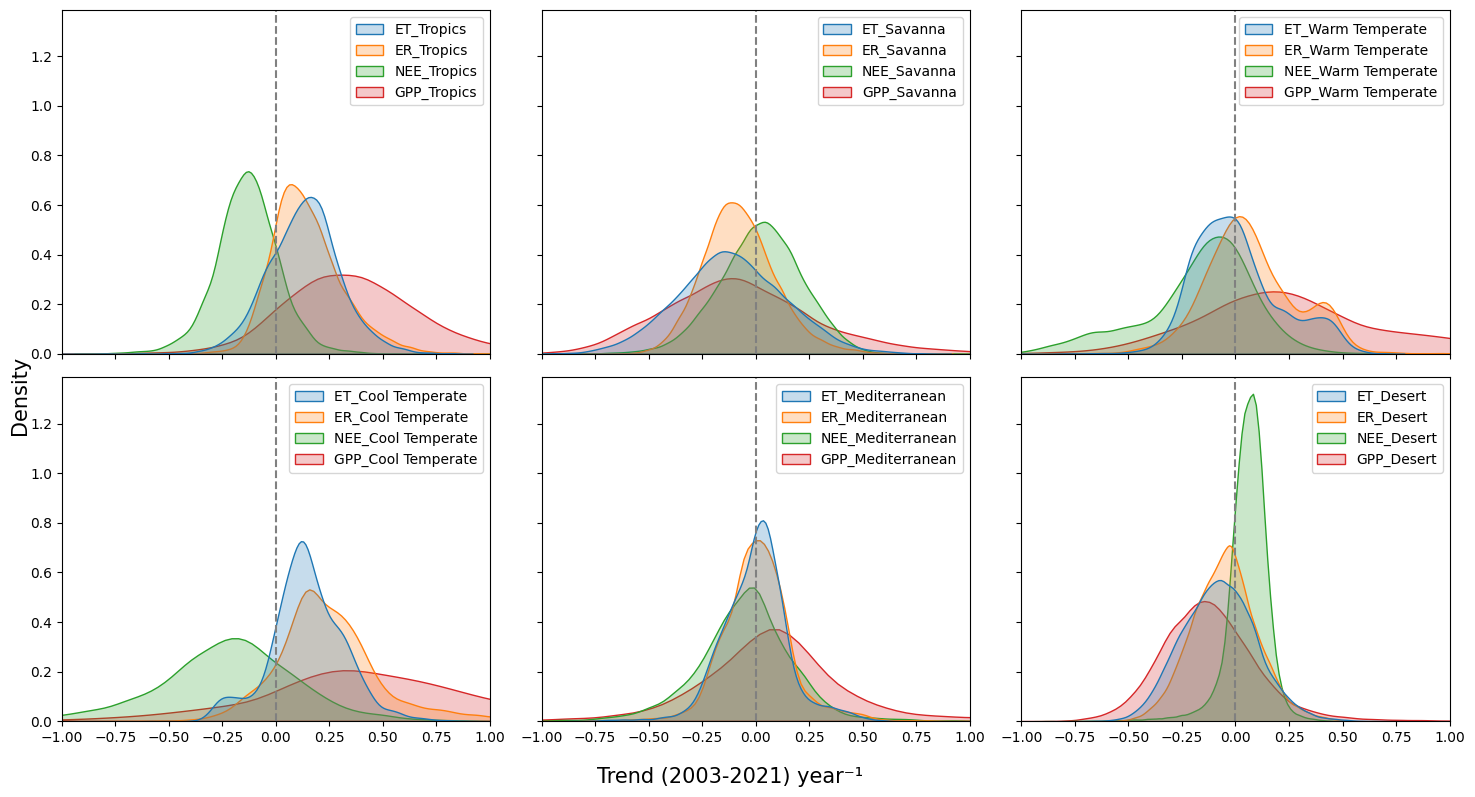 ET_Tropics
ER_Tropics
NEE_Tropics
GPP_Tropics
ET_Savanna
ER_Savanna
NEE_Savanna
GPP_Savanna
ET_Warm Temperate
ER_Warm Temperate
NEE_Warm Temperate
GPP_Warm Temperate
1.2
1.0
0.8
0.6
0.4
0.2
0.0
Density
ET_Cool Temperate
ER_Cool Temperate
NEE_Cool Temperate
GPP_Cool Temperate
ET_Mediterranean
ER_Mediterranean
NEE_Mediterranean
GPP_Mediterranean
ET_Desert
ER_Desert
NEE_Desert
GPP_Desert
1.2
1.0
0.8
0.6
0.4
0.2
0.0
−1.00 −0.75 −0.50 −0.25 0.00 0.25 0.50 0.75 1.00
−1.00 −0.75 −0.50 −0.25 0.00 0.25 0.50 0.75 1.00
−1.00 −0.75 −0.50 −0.25 0.00 0.25 0.50 0.75 1.00
Trend (2003-2021) year⁻¹